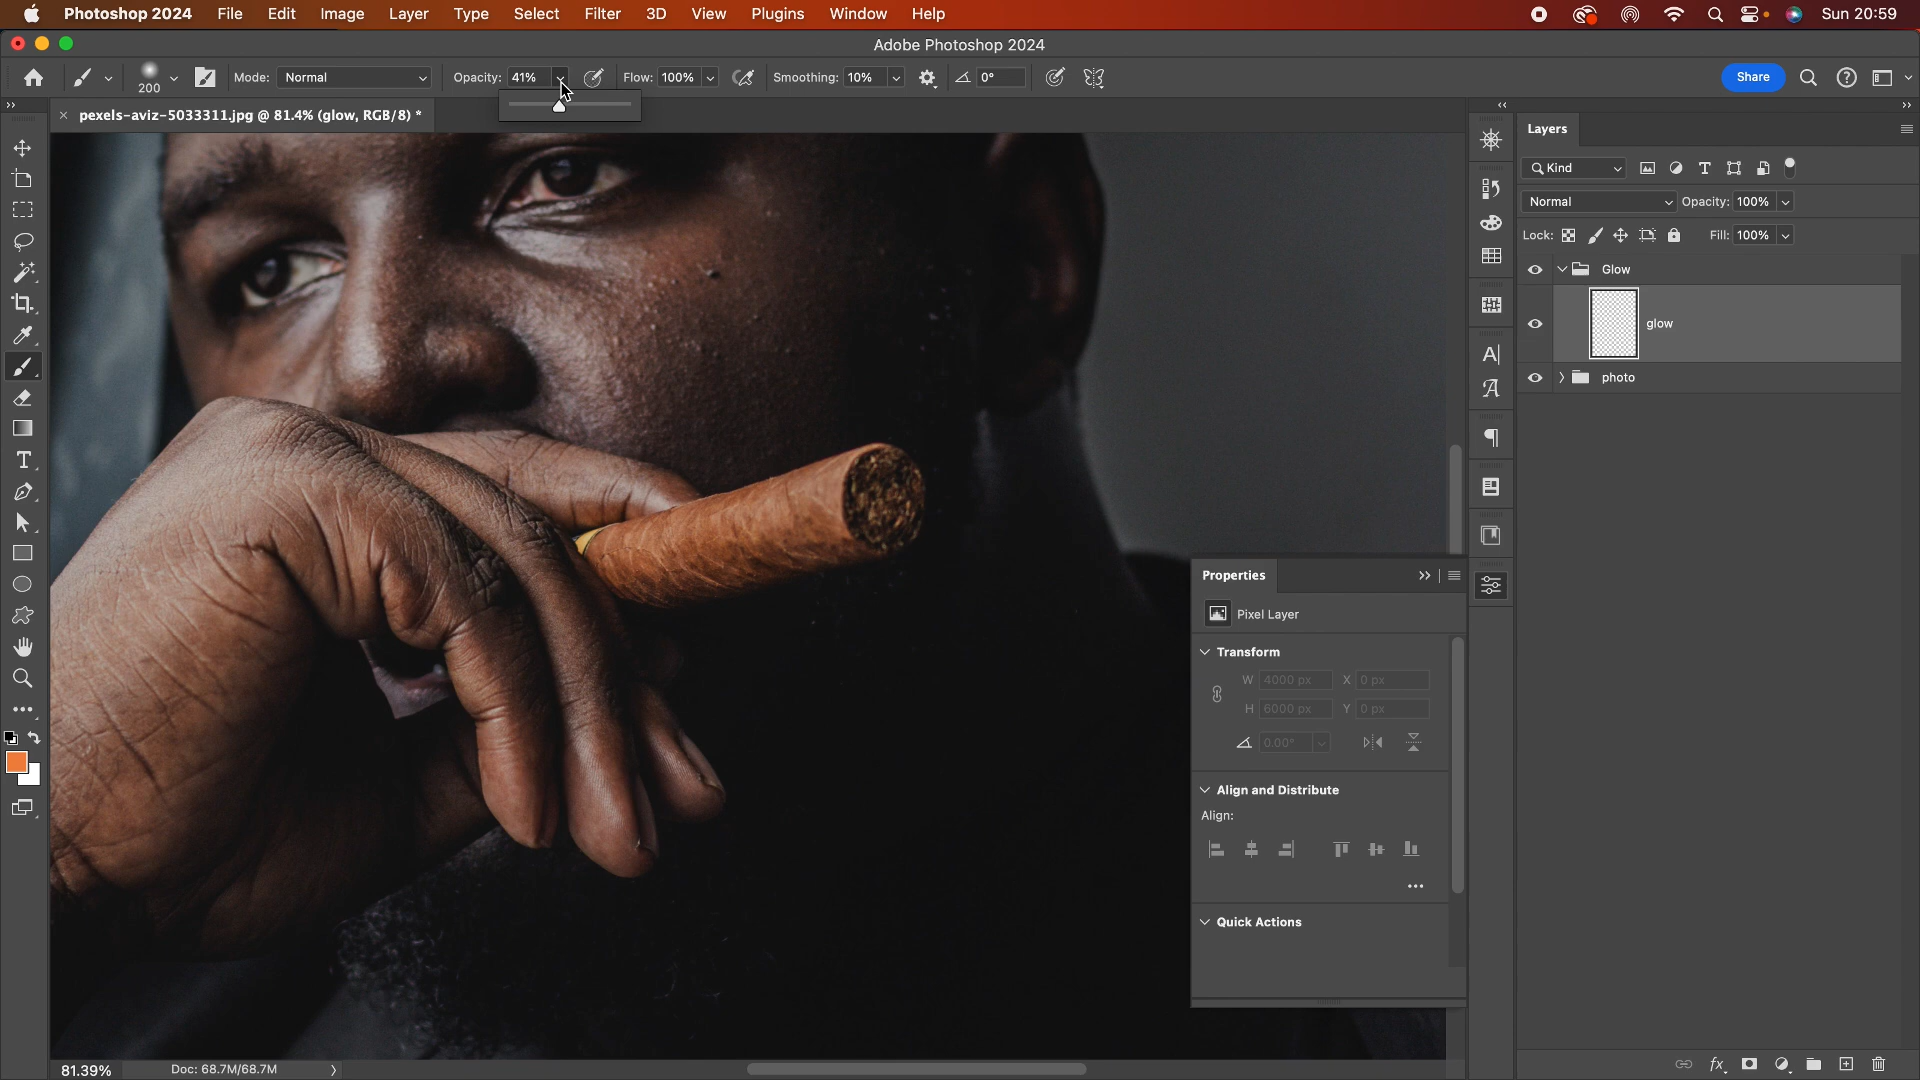 Photoshop 2024 File Edit Image Layer Type Select Filter 3D View Plugins Window Help Sun 20:59
Adobe Photoshop 2024
200 Mode: Normal Opacity: 41% Flow: 100% Smoothing: 10% 0° Share
pexels-aviz-5033311.jpg @ 81.4% (glow, RGB/8) *
Layers
Kind
Normal Opacity: 100%
Lock: Fill: 100%
Glow
glow
photo
Properties
Pixel Layer
Transform
W 4000 px X 0 px
H 6000 px Y 0 px
0.00°
Align and Distribute
Align:
Quick Actions
81.39% Doc: 68.7M/68.7M